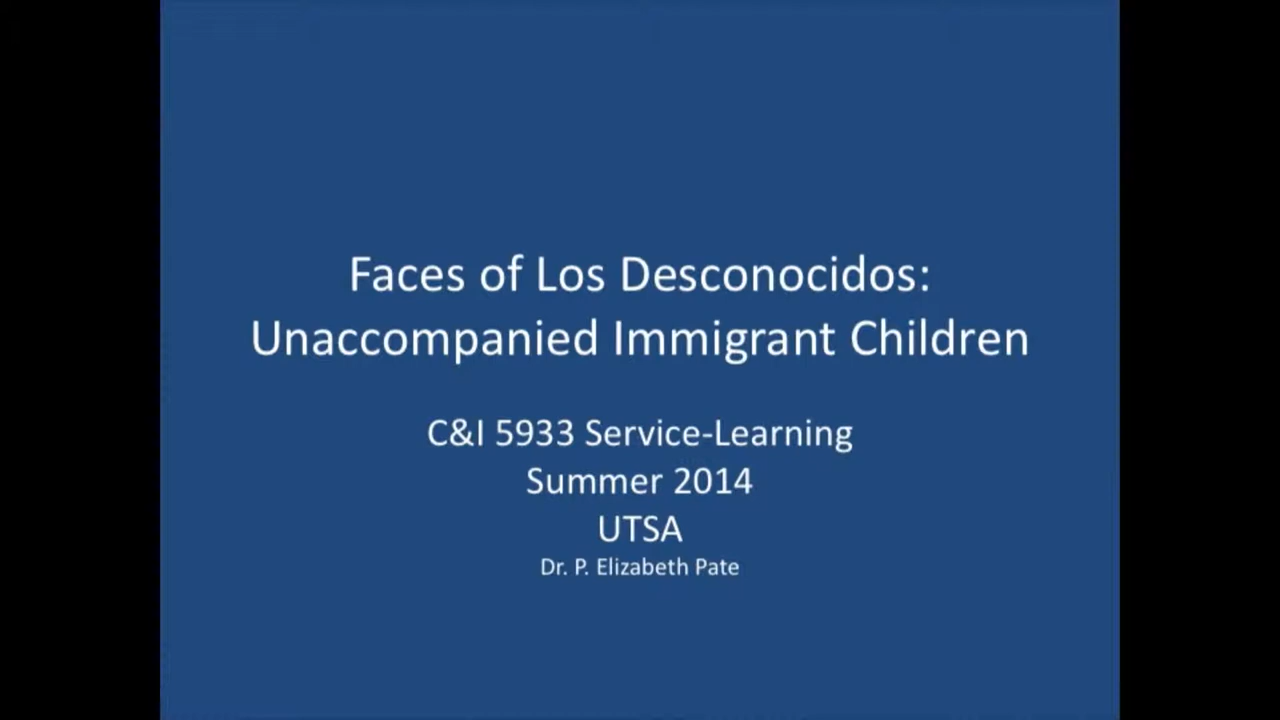 Faces of Los Desconocidos:
Unaccompanied Immigrant Children
C&I 5933 Service-Learning
Summer 2014
UTSA
Dr. P. Elizabeth Pate